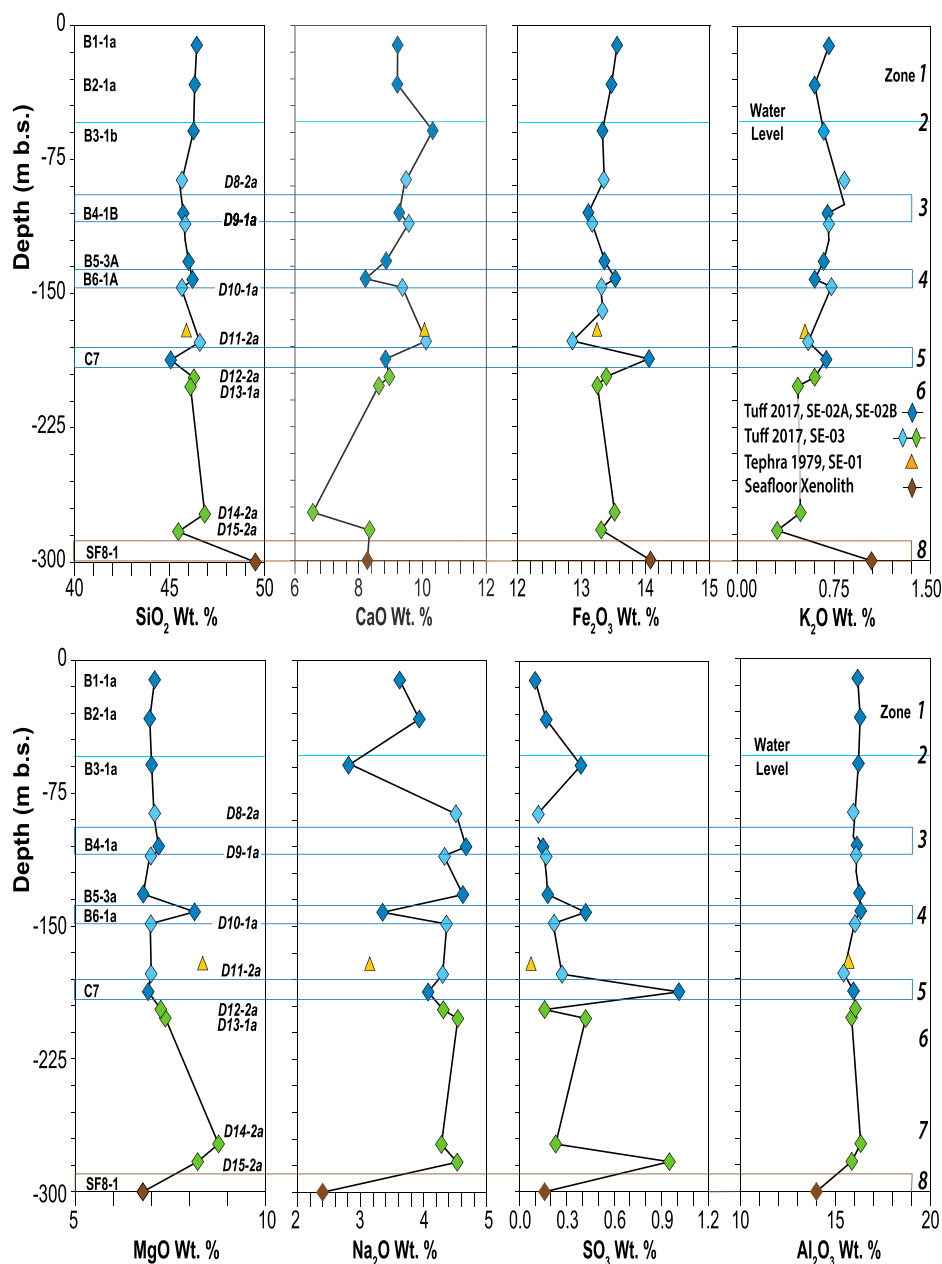 0
-75
-150
-225
-300
Depth (m b.s.)
B1-1a
B2-1a
B3-1b
D8-2a
B4-1B
D9-1a
B5-3A
B6-1A
D10-1a
D11-2a
C7
D12-2a
D13-1a
D14-2a
D15-2a
SF8-1
Zone 1
Water
Level
2
3
4
5
6
Tuff 2017, SE-02A, SE-02B
Tuff 2017, SE-03
Tephra 1979, SE-01
Seafloor Xenolith
8
40 45 50
6 8 10 12
12 13 14 15
0.00 0.75 1.50
SiO2 Wt. %
CaO Wt. %
Fe2O3 Wt. %
K2O Wt. %
0
-75
-150
-225
-300
Depth (m b.s.)
B1-1a
B2-1a
B3-1a
D8-2a
B4-1a
D9-1a
B5-3a
B6-1a
D10-1a
D11-2a
C7
D12-2a
D13-1a
D14-2a
D15-2a
SF8-1
Zone 1
Water
Level
2
3
4
5
6
7
8
5 10
2 3 4 5
0.0 0.3 0.6 0.9 1.2
10 15 20
MgO Wt. %
Na2O Wt. %
SO3 Wt. %
Al2O3 Wt. %